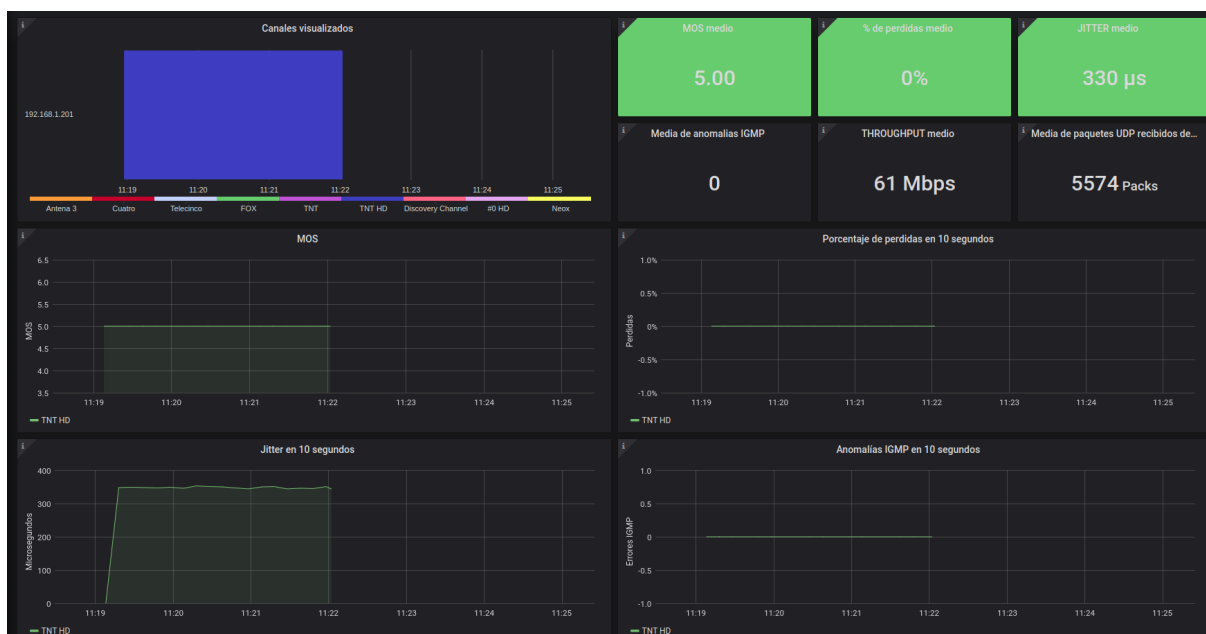 Canales visualizados
192.168.1.201
11:19 11:20 11:21 11:22 11:23 11:24 11:25
Antena 3 Cuatro Telecinco FOX TNT TNT HD Discovery Channel #0 HD Neox
MOS medio
5.00
% de perdidas medio
0%
JITTER medio
330 µs
Media de anomalias IGMP
0
THROUGHPUT medio
61 Mbps
Media de paquetes UDP recibidos de...
5574 Packs
MOS
MOS
6.5
6.0
5.5
5.0
4.5
4.0
3.5
11:19 11:20 11:21 11:22 11:23 11:24 11:25
TNT HD
Porcentaje de perdidas en 10 segundos
Perdidas
1.0%
0.5%
0%
-0.5%
-1.0%
11:19 11:20 11:21 11:22 11:23 11:24 11:25
TNT HD
Jitter en 10 segundos
Microsegundos
400
300
200
100
0
11:19 11:20 11:21 11:22 11:23 11:24 11:25
TNT HD
Anomalías IGMP en 10 segundos
Errores IGMP
1.0
0.5
0
-0.5
-1.0
11:19 11:20 11:21 11:22 11:23 11:24 11:25
TNT HD